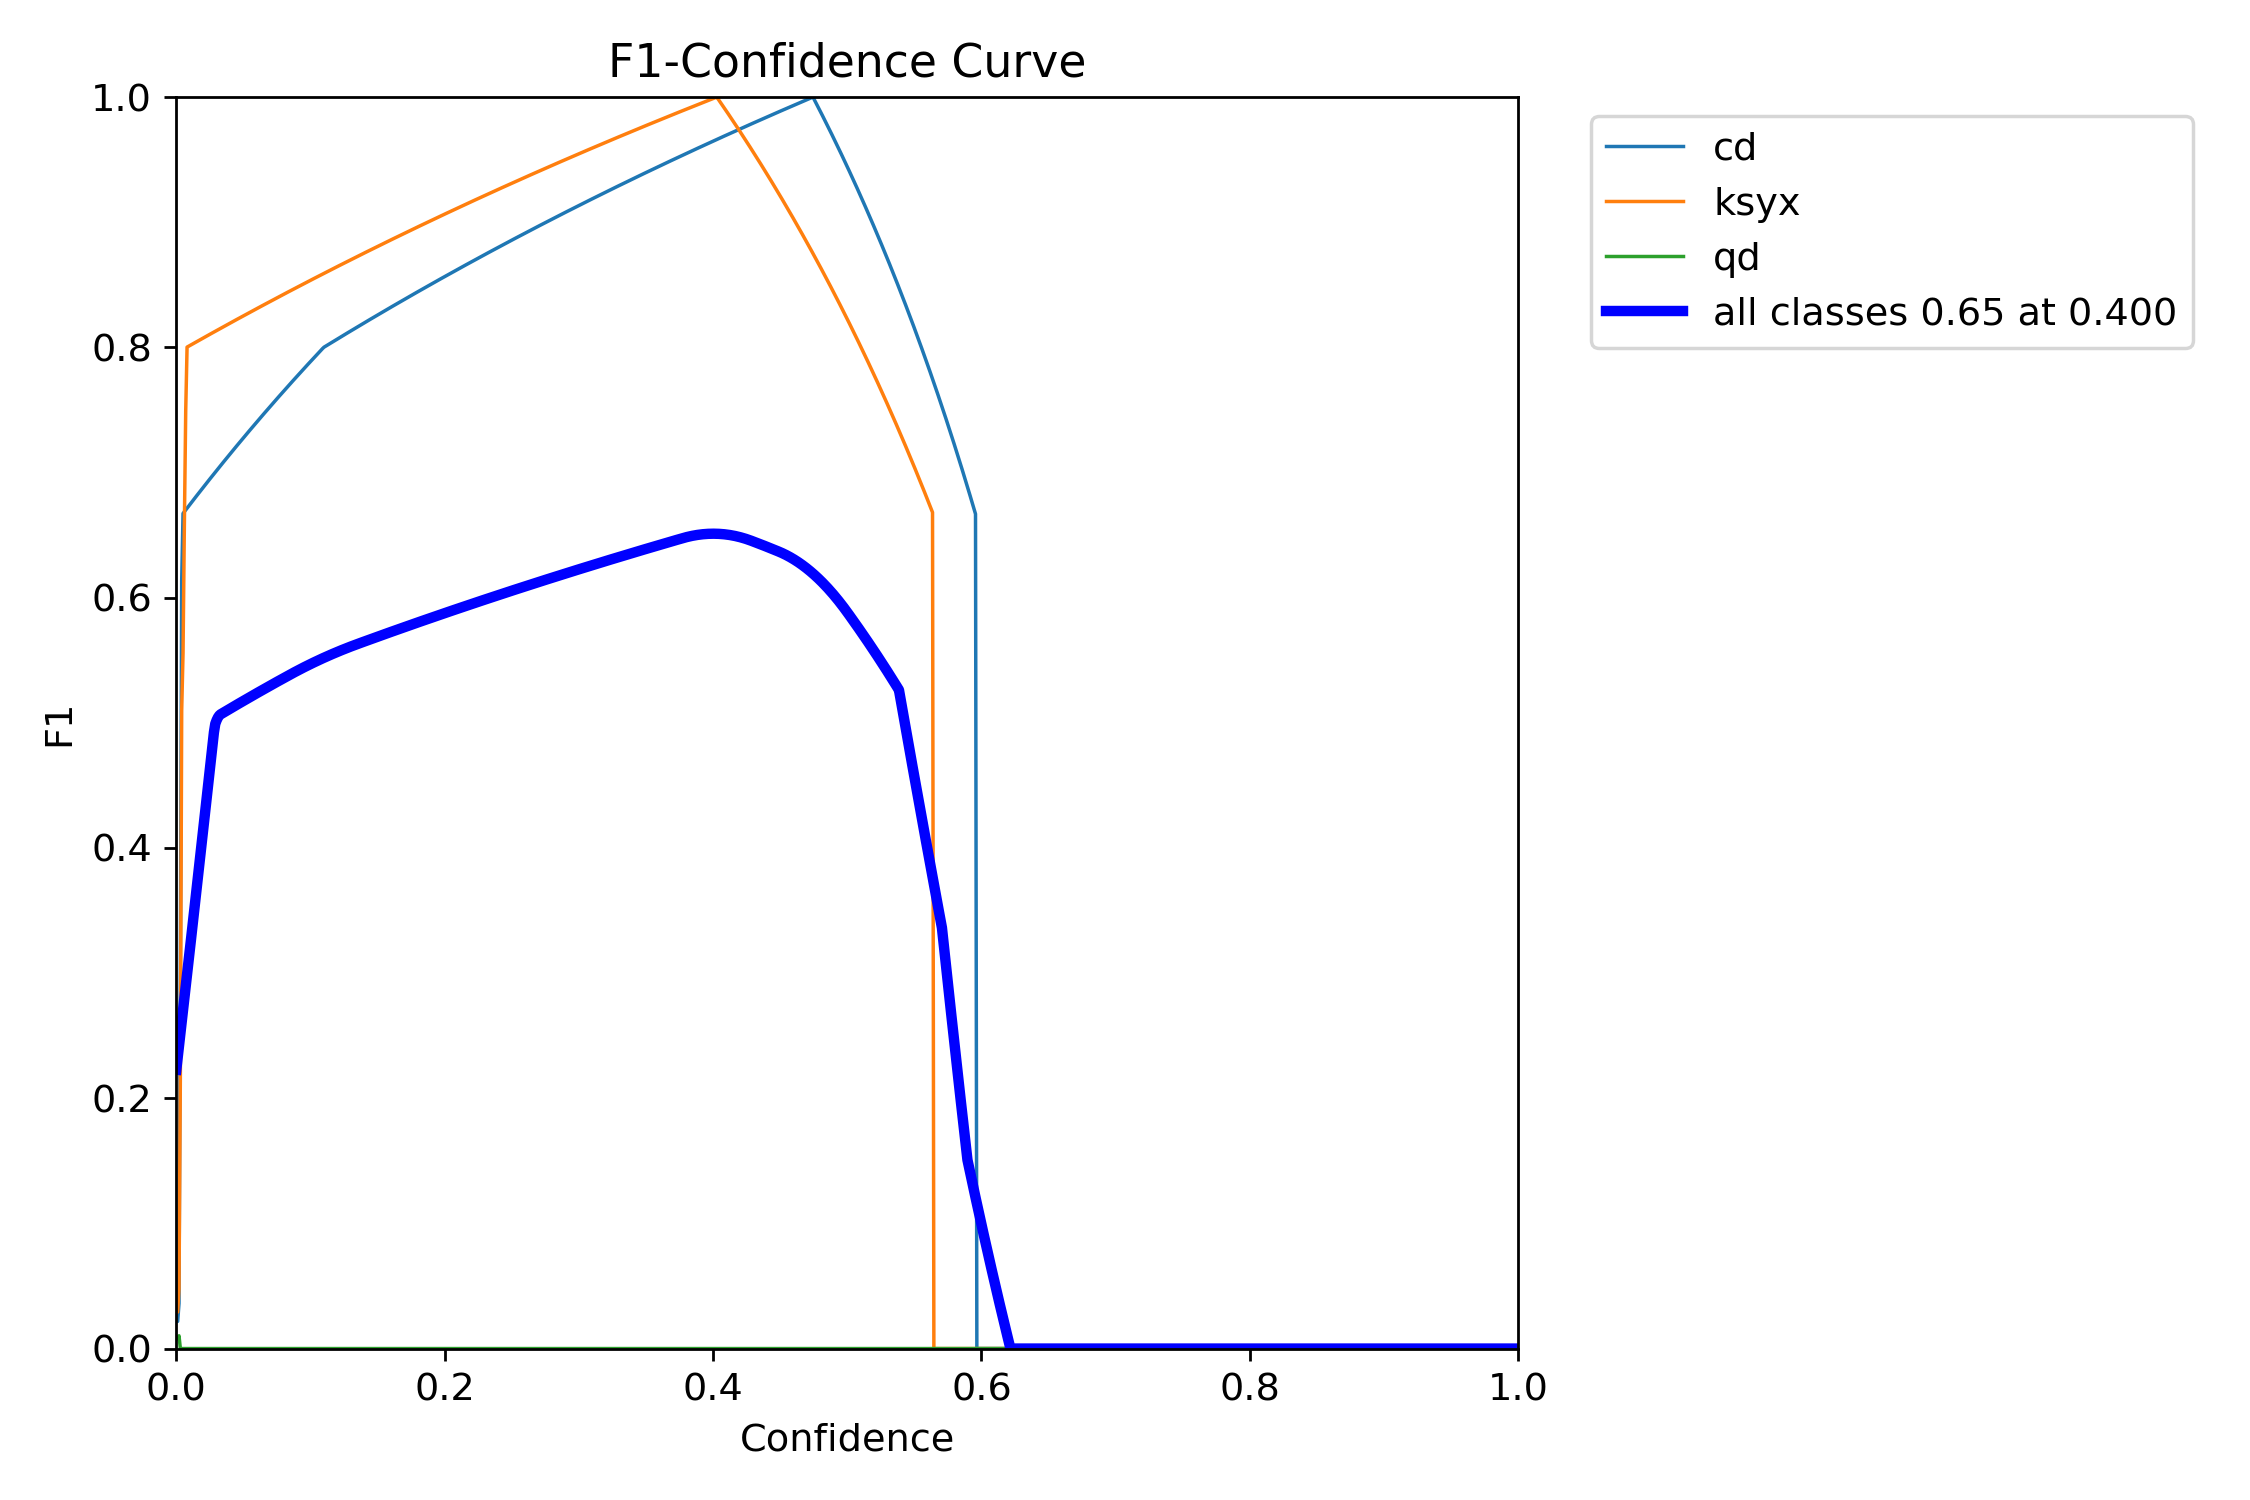 F1-Confidence Curve
1.0
0.8
0.6
0.4
0.2
0.0
F1
0.0 0.2 0.4 0.6 0.8 1.0
Confidence
cd
ksyx
qd
all classes 0.65 at 0.400